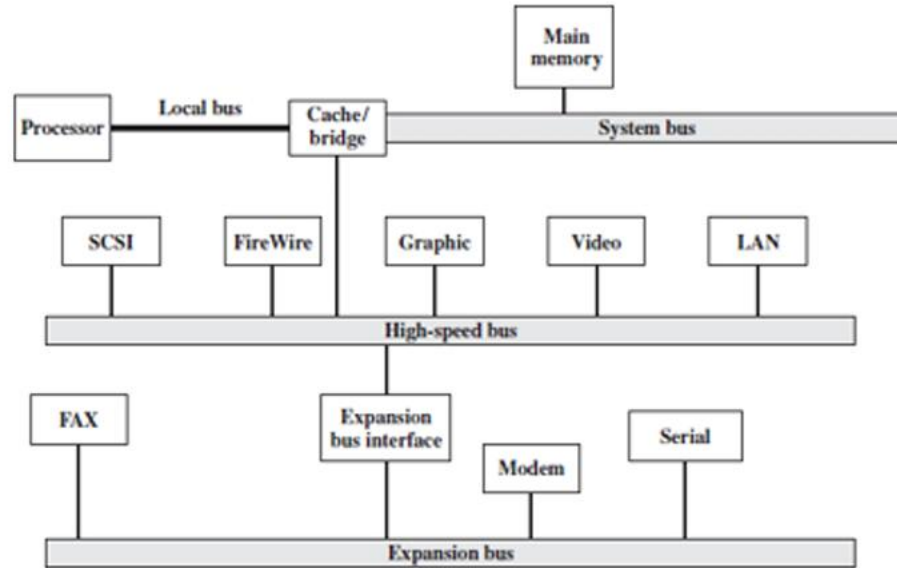 Main
memory
Local bus
Processor
Cache/
bridge
System bus
SCSI
FireWire
Graphic
Video
LAN
High-speed bus
FAX
Expansion
bus interface
Serial
Modem
Expansion bus